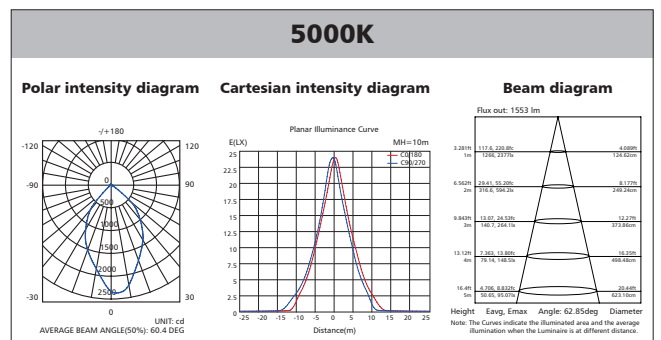 5000K
Polar intensity diagram
-/+180
-120
120
-90
90
0
500
1000
1500
2000
2500
-30
30
0
UNIT: cd
AVERAGE BEAM ANGLE(50%): 60.4 DEG
Cartesian intensity diagram
Planar Illuminance Curve
E(LX)
MH=10m
C0/180
C90/270
25
22.5
20
17.5
15
12.5
10
7.5
5
2.5
0
-25 -20 -15 -10 -5 0 5 10 15 20 25
Distance(m)
Beam diagram
Flux out: 1553 lm
3.281ft 117.6, 220.8fc 4.088ft
1m 1266, 2377lx 124.62cm
6.562ft 29.41, 55.20fc 8.177ft
2m 316.6, 594.2lx 249.24cm
9.843ft 13.07, 24.53fc 12.27ft
3m 140.7, 264.1lx 373.86cm
13.12ft 7.363, 13.80fc 16.35ft
4m 79.14, 148.5lx 498.48cm
16.4ft 4.706, 8.832fc 20.44ft
5m 50.65, 95.07lx 623.10cm
Height Eavg, Emax Angle: 62.85deg Diameter
Note: The Curves indicate the illuminated area and the average
illumination when the Luminaire is at different distance.